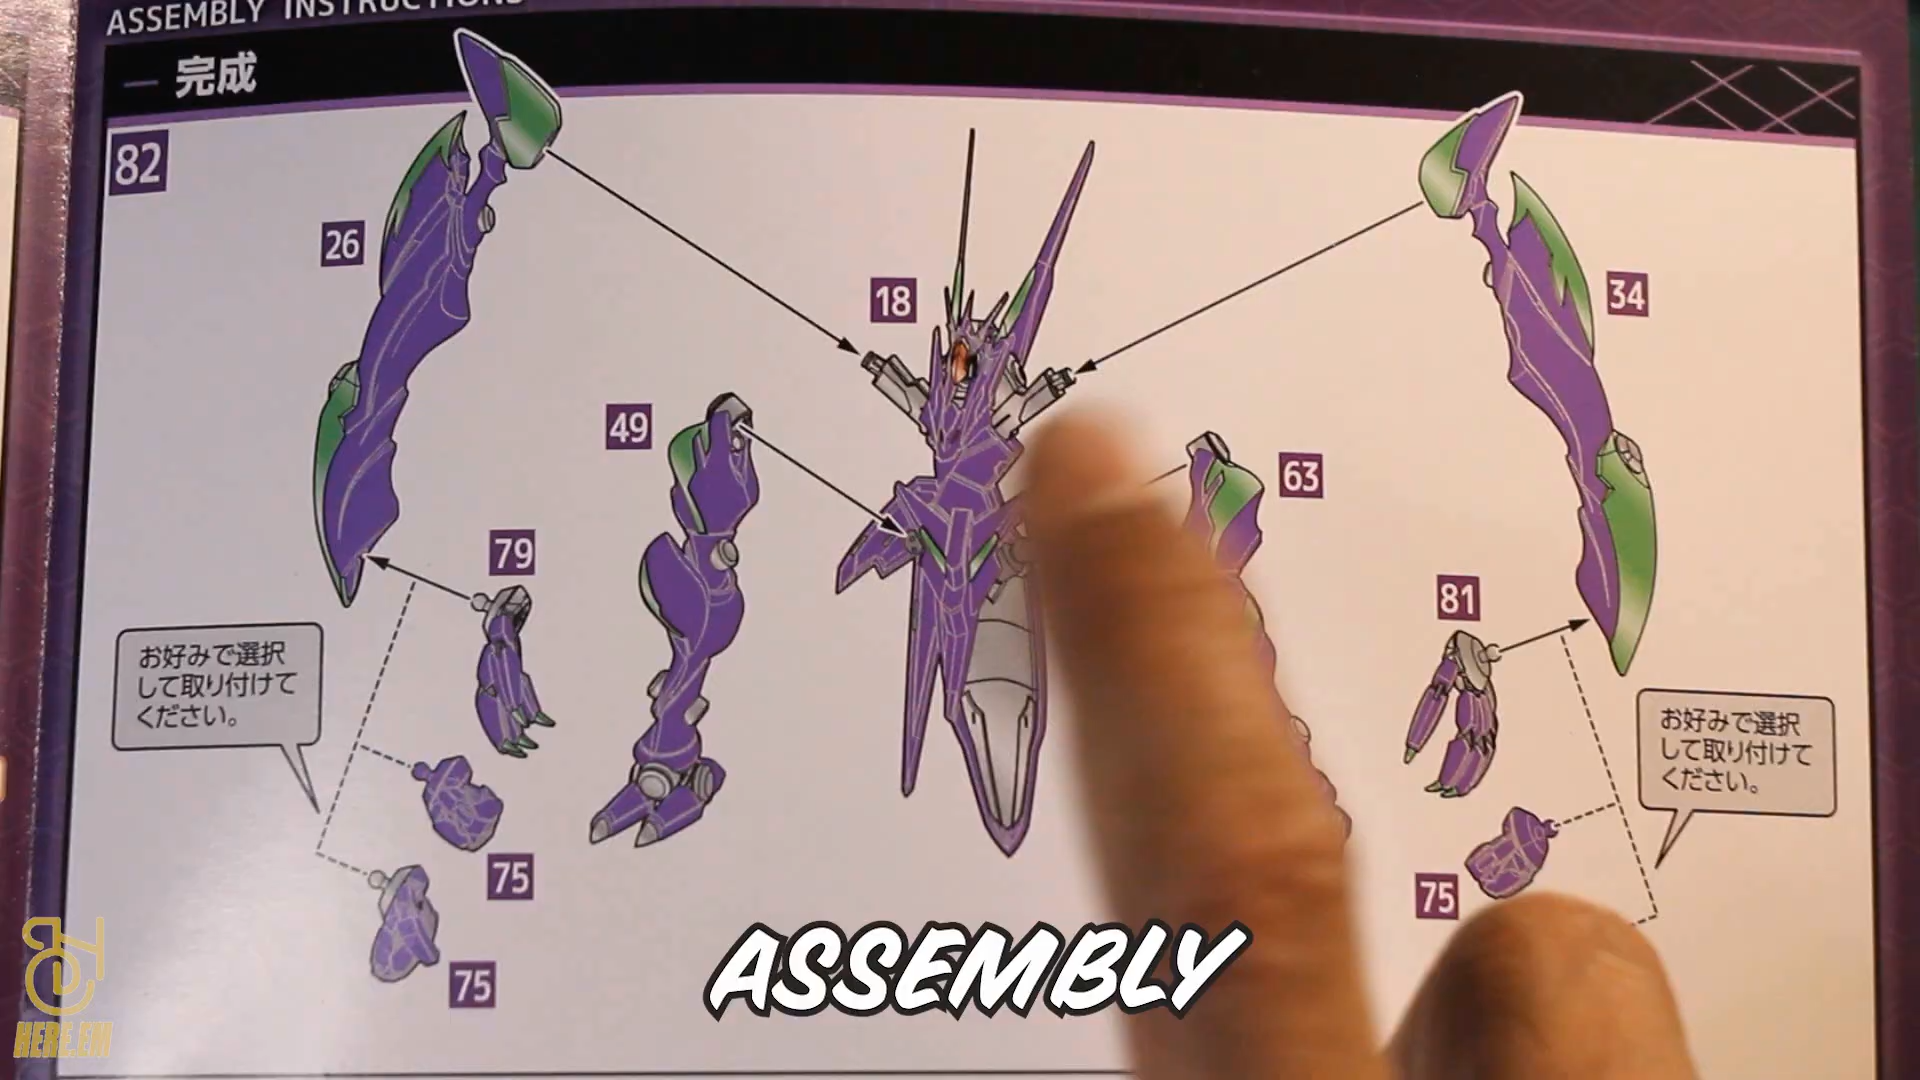 ASSEMBLY INSTRUCTIONS
完成
82
26
18
34
49
63
79
81
お好みで選択
して取り付けて
ください。
お好みで選択
して取り付けて
ください。
75
75
75
ASSEMBLY
HERE.EM